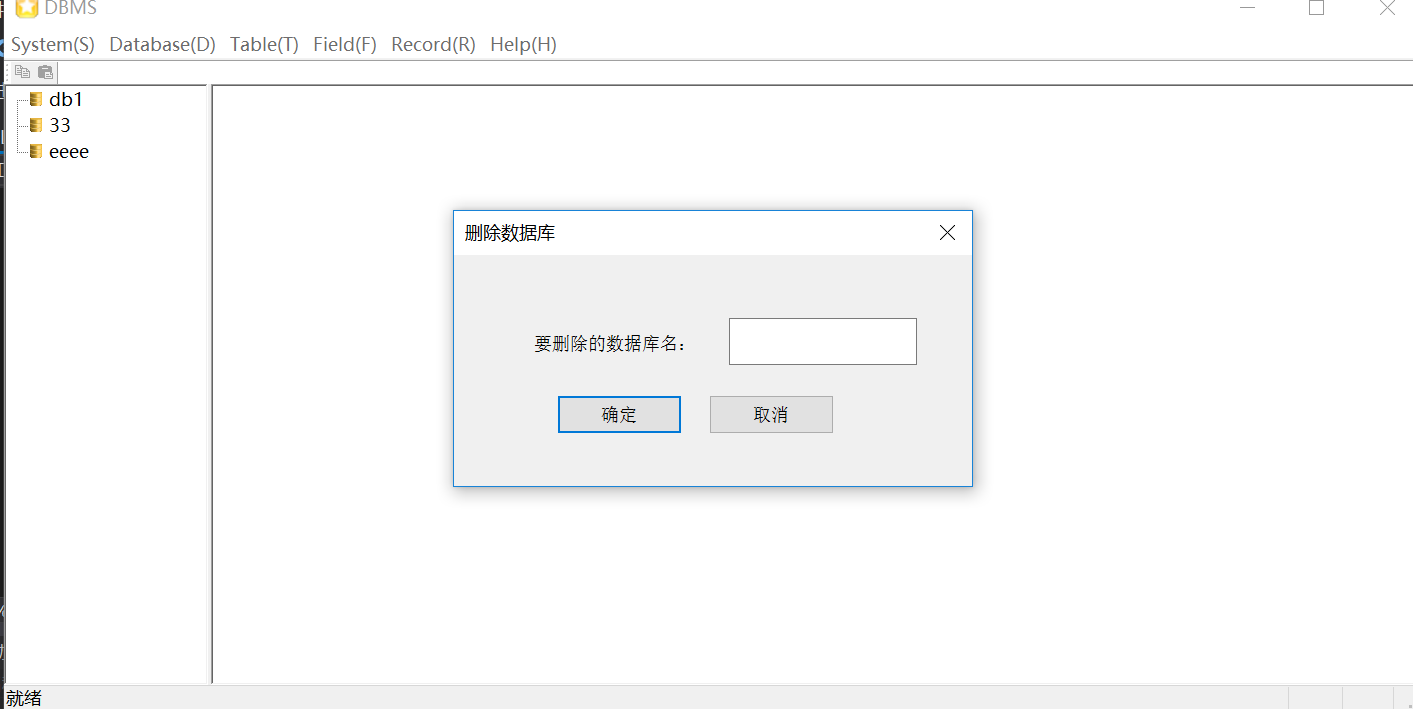 DBMS
System(S) Database(D) Table(T) Field(F) Record(R) Help(H)
db1
33
eeee
删除数据库
要删除的数据库名：
确定 取消
就绪